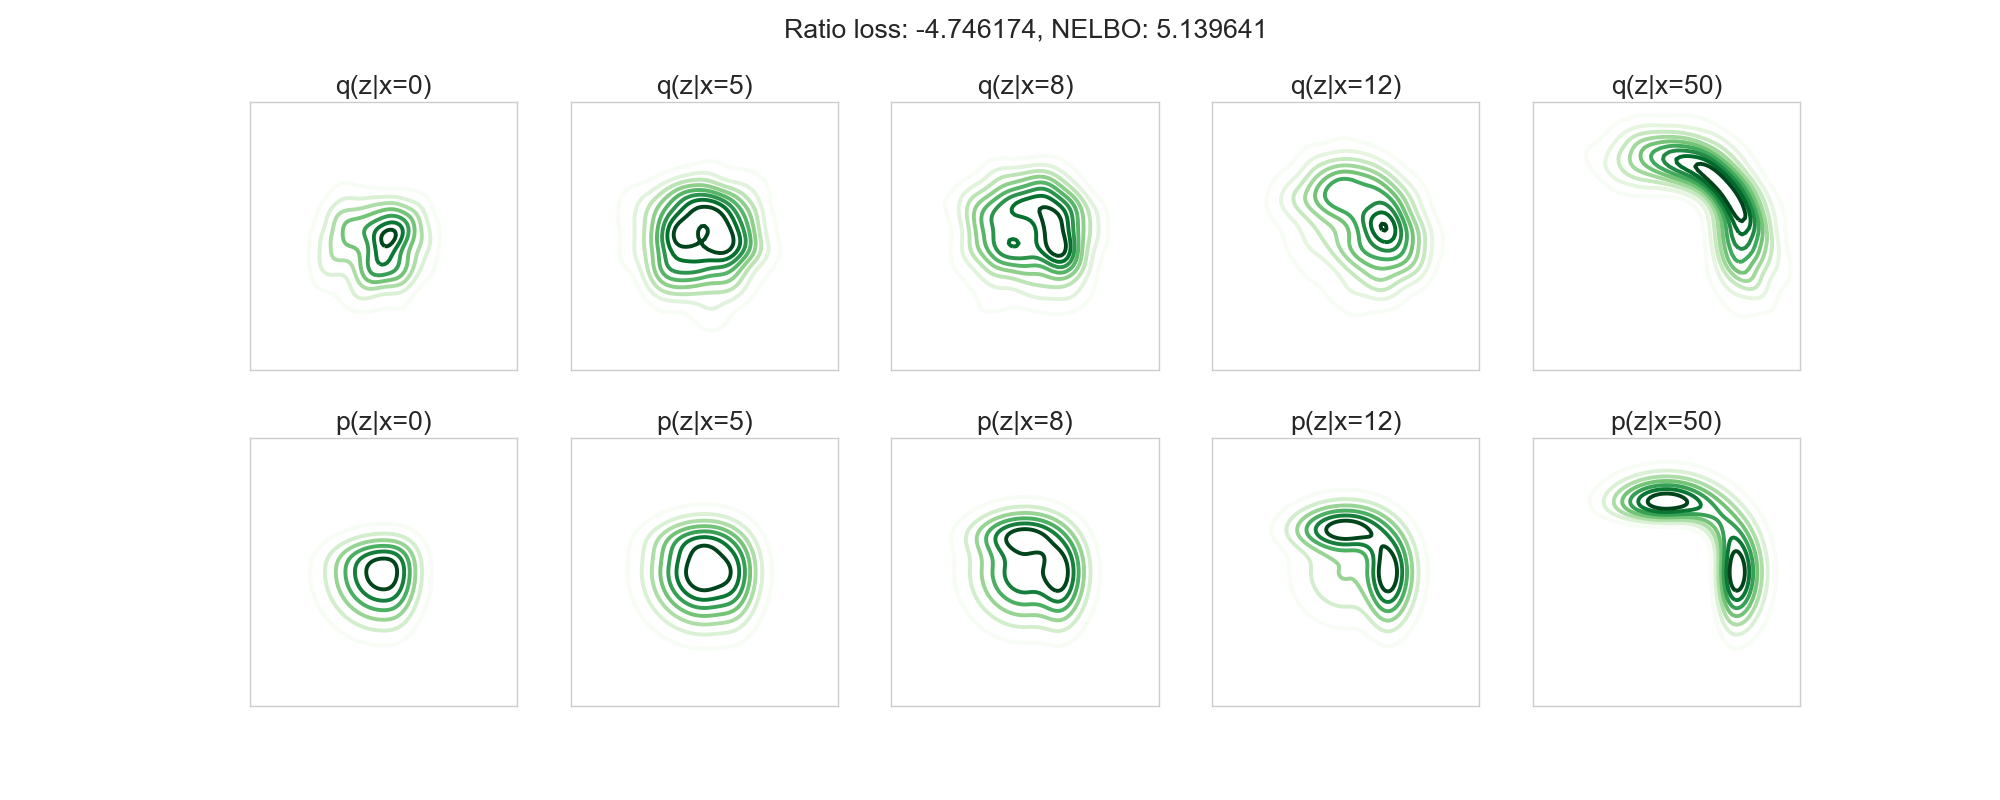 Ratio loss: -4.746174, NELBO: 5.139641
q(z|x=0) q(z|x=5) q(z|x=8) q(z|x=12) q(z|x=50)
p(z|x=0) p(z|x=5) p(z|x=8) p(z|x=12) p(z|x=50)